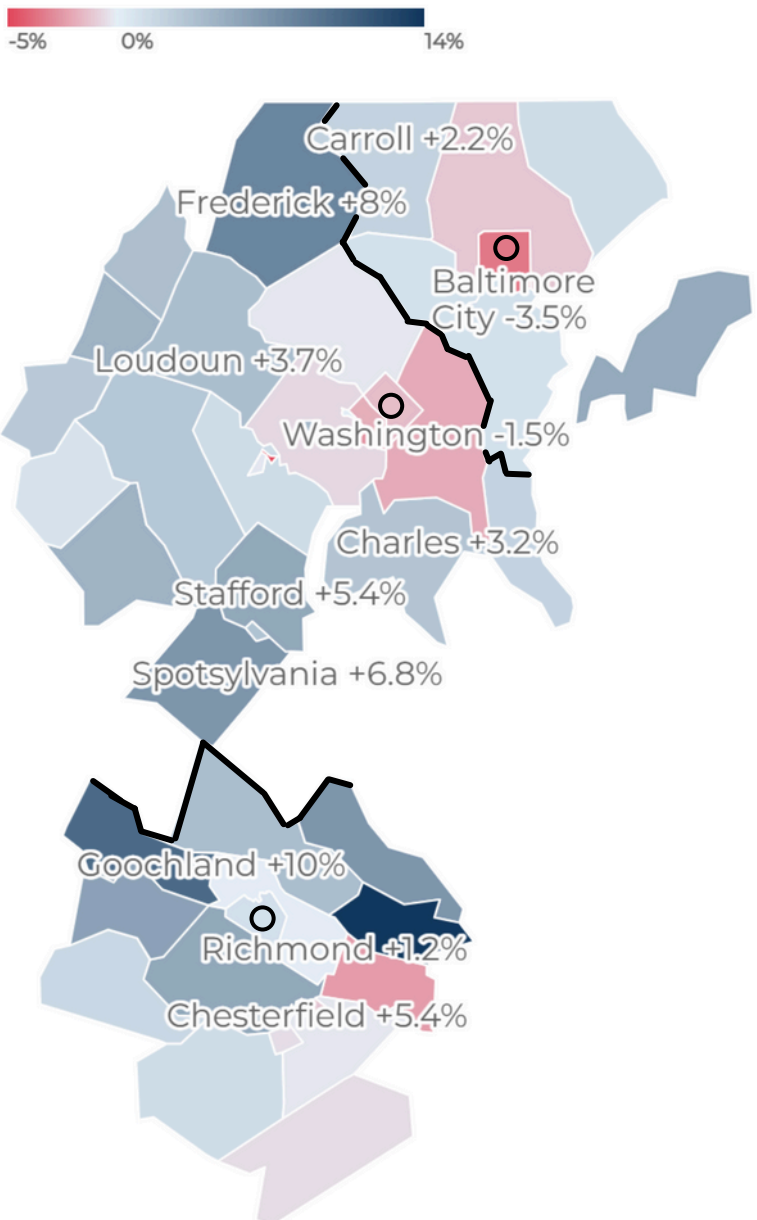 -5% 0% 14%
Carroll +2.2%
Frederick +8%
Baltimore
City -3.5%
Loudoun +3.7%
Washington -1.5%
Charles +3.2%
Stafford +5.4%
Spotsylvania +6.8%
Goochland +10%
Richmond +1.2%
Chesterfield +5.4%